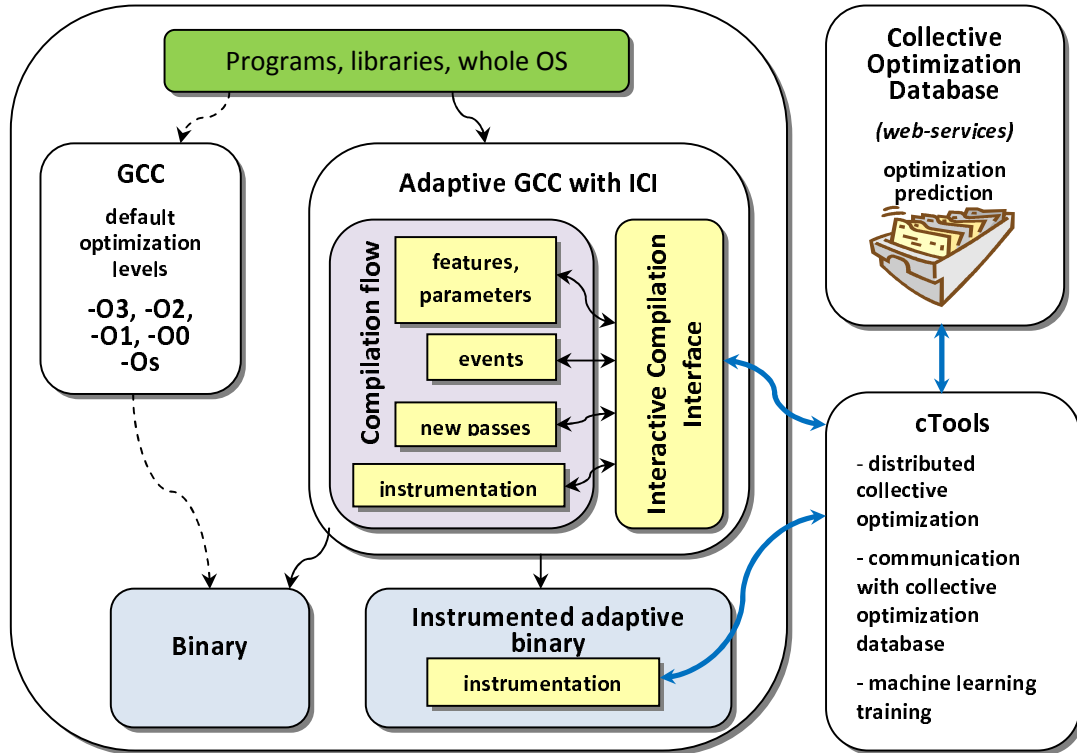 Programs, libraries, whole OS
GCC
default
optimization
levels
-O3, -O2,
-O1, -O0
-Os
Adaptive GCC with ICI
Compilation flow
features,
parameters
events
new passes
instrumentation
Interactive Compilation
Interface
Binary
Instrumented adaptive
binary
instrumentation
Collective
Optimization
Database
(web-services)
optimization
prediction
cTools
- distributed
collective
optimization
- communication
with collective
optimization
database
- machine learning
training